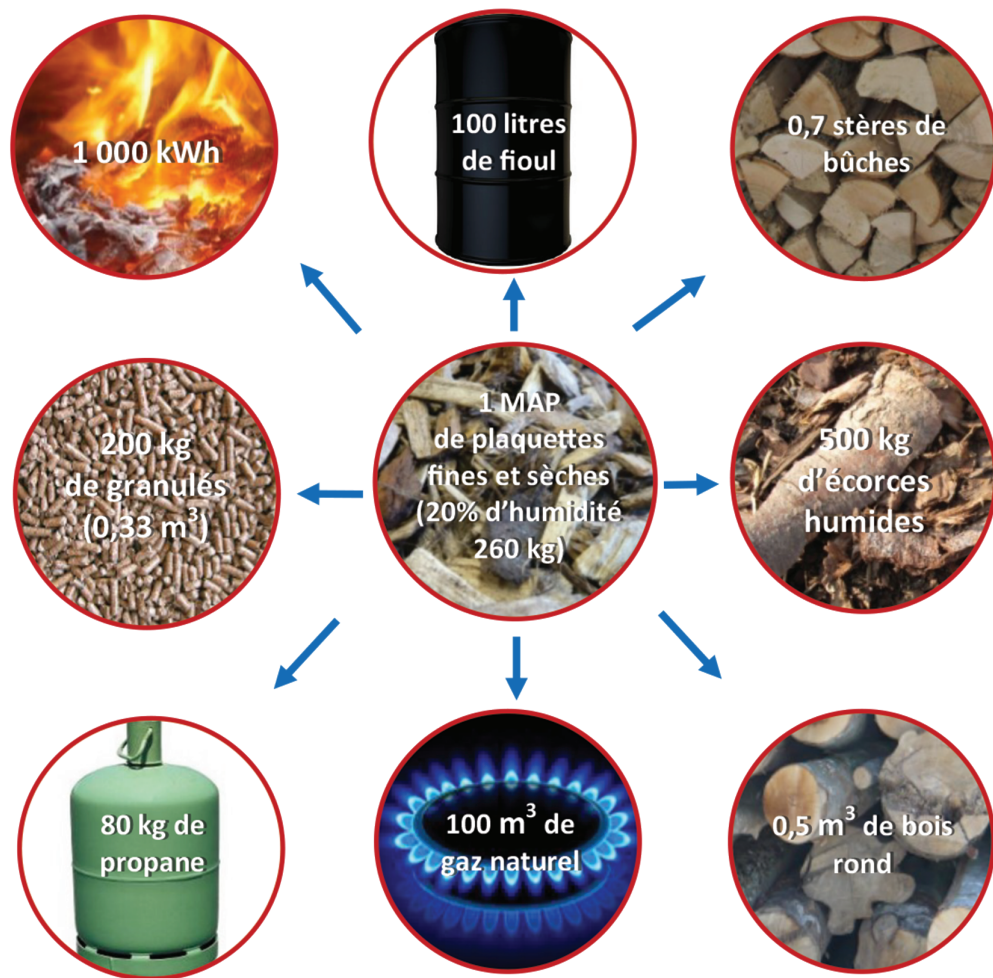 1 000 kWh
100 litres
de fioul
0,7 stères de
bûches
200 kg
de granulés
(0,33 m³)
1 MAP
de plaquettes
fines et sèches
(20% d'humidité
260 kg)
500 kg
d'écorces
humides
80 kg de
propane
100 m³ de
gaz naturel
0,5 m³ de bois
rond